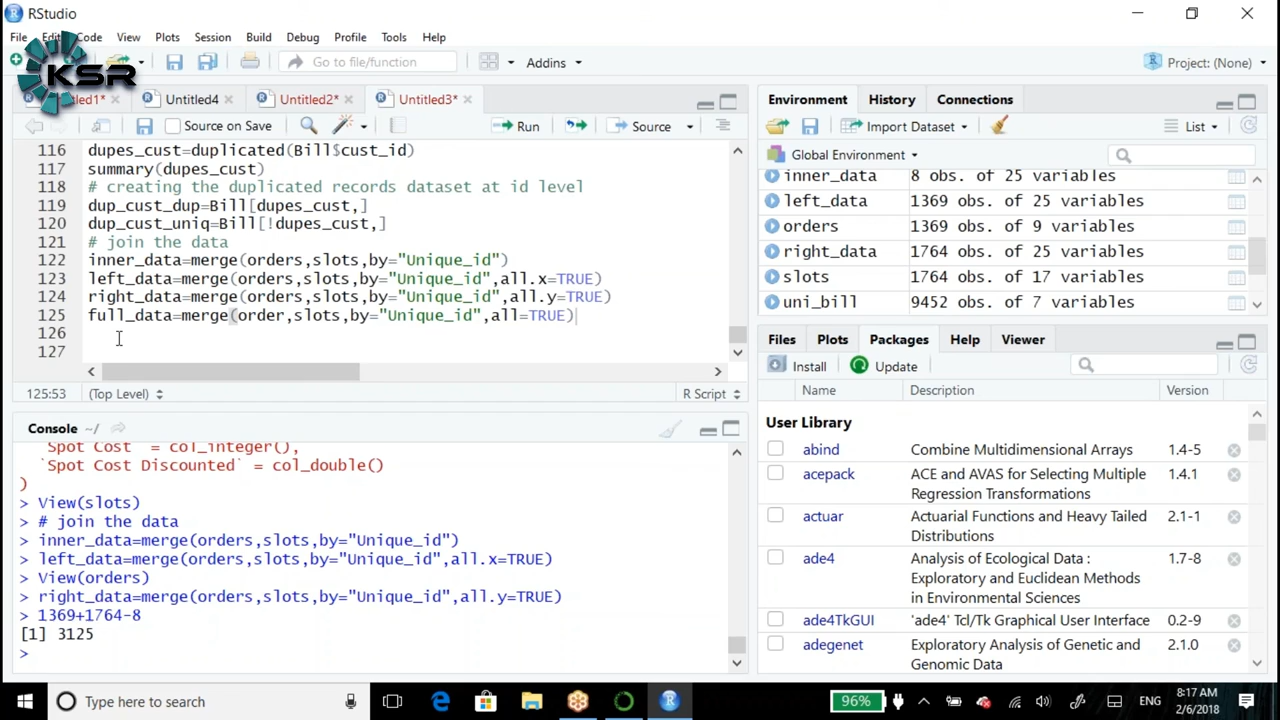 RStudio
File Edit Code View Plots Session Build Debug Profile Tools Help
KSR
Go to file/function
Addins
Project: (None)
Untitled4
Untitled2*
Untitled3*
Source on Save
Run
Source
116 dupes_cust=duplicated(Bill$cust_id)
117 summary(dupes_cust)
118 # creating the duplicated records dataset at id level
119 dup_cust_dup=Bill[dupes_cust,]
120 dup_cust_uniq=Bill[!dupes_cust,]
121 # join the data
122 inner_data=merge(orders,slots,by="Unique_id")
123 left_data=merge(orders,slots,by="Unique_id",all.x=TRUE)
124 right_data=merge(orders,slots,by="Unique_id",all.y=TRUE)
125 full_data=merge(order,slots,by="Unique_id",all=TRUE)
126
127
125:53 (Top Level) R Script
Console ~/
`Spot Cost` = col_integer(),
`Spot Cost Discounted` = col_double()
)
> View(slots)
> # join the data
> inner_data=merge(orders,slots,by="Unique_id")
> left_data=merge(orders,slots,by="Unique_id",all.x=TRUE)
> View(orders)
> right_data=merge(orders,slots,by="Unique_id",all.y=TRUE)
> 1369+1764-8
[1] 3125
>
Environment History Connections
Import Dataset
List
Global Environment
inner_data 8 obs. of 25 variables
left_data 1369 obs. of 25 variables
orders 1369 obs. of 9 variables
right_data 1764 obs. of 25 variables
slots 1764 obs. of 17 variables
uni_bill 9452 obs. of 7 variables
Files Plots Packages Help Viewer
Install Update
Name Description Version
User Library
abind Combine Multidimensional Arrays 1.4-5
acepack ACE and AVAS for Selecting Multiple Regression Transformations 1.4.1
actuar Actuarial Functions and Heavy Tailed Distributions 2.1-1
ade4 Analysis of Ecological Data : Exploratory and Euclidean Methods in Environmental Sciences 1.7-8
ade4TkGUI 'ade4' Tcl/Tk Graphical User Interface 0.2-9
adegenet Exploratory Analysis of Genetic and Genomic Data 2.1.0
Type here to search
96%
ENG
8:17 AM
2/6/2018